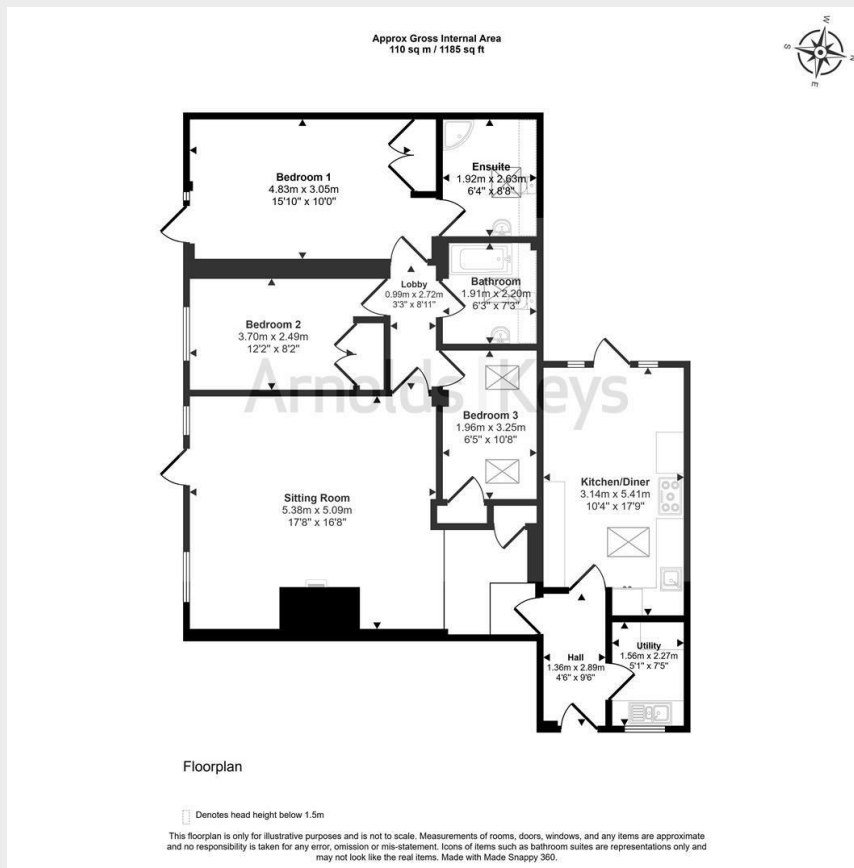 Approx Gross Internal Area
110 sq m / 1185 sq ft
W
S
N
E
Bedroom 1
4.83m x 3.05m
15'10" x 10'0"
Ensuite
1.92m x 2.63m
6'4" x 8'8"
Lobby
0.99m x 2.72m
3'3" x 8'11"
Bathroom
1.91m x 2.20m
6'3" x 7'3"
Bedroom 2
3.70m x 2.49m
12'2" x 8'2"
Arnolds | Keys
Bedroom 3
1.96m x 3.25m
6'5" x 10'8"
Kitchen/Diner
3.14m x 5.41m
10'4" x 17'9"
Sitting Room
5.38m x 5.09m
17'8" x 16'8"
Hall
1.36m x 2.89m
4'6" x 9'6"
Utility
1.56m x 2.27m
5'1" x 7'5"
Floorplan
Denotes head height below 1.5m
This floorplan is only for illustrative purposes and is not to scale. Measurements of rooms, doors, windows, and any items are approximate
and no responsibility is taken for any error, omission or mis-statement. Icons of items such as bathroom suites are representations only and
may not look like the real items. Made with Made Snappy 360.